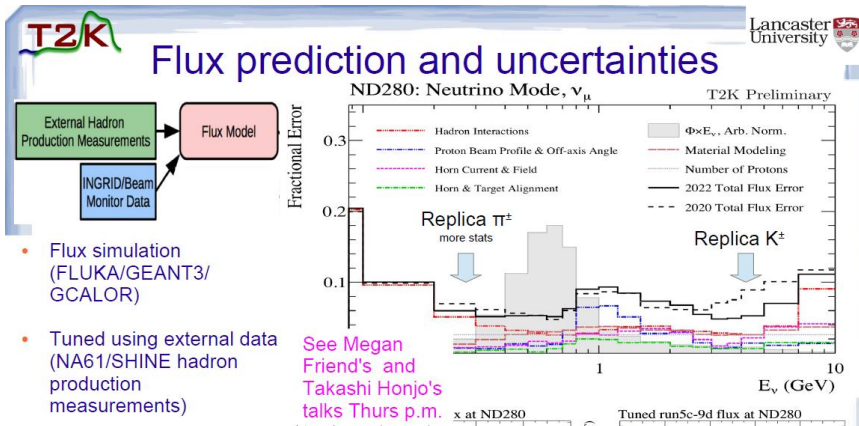 T2K
Lancaster
University
Flux prediction and uncertainties
External Hadron
Production Measurements
Flux Model
INGRID/Beam
Monitor Data
• Flux simulation
(FLUKA/GEANT3/
GCALOR)
• Tuned using external data
(NA61/SHINE hadron
production
measurements)
ND280: Neutrino Mode, νμ
T2K Preliminary
Fractional Error
0.3
0.2
0.1
Hadron Interactions
Proton Beam Profile & Off-axis Angle
Horn Current & Field
Horn & Target Alignment
Φ×Eν, Arb. Norm.
Material Modeling
Number of Protons
2022 Total Flux Error
2020 Total Flux Error
Replica π±
more stats
Replica K±
1
10
Eν (GeV)
See Megan
Friend's and
Takashi Honjo's
talks Thurs p.m.
x at ND280
Tuned run5c-9d flux at ND280